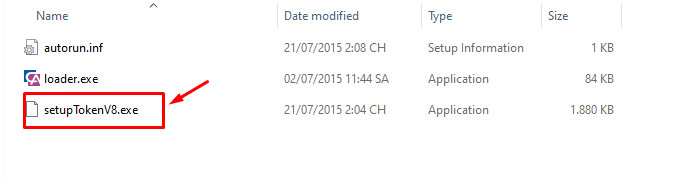 Name Date modified Type Size
autorun.inf 21/07/2015 2:08 CH Setup Information 1 KB
loader.exe 02/07/2015 11:44 SA Application 84 KB
setupTokenV8.exe 21/07/2015 2:04 CH Application 1.880 KB